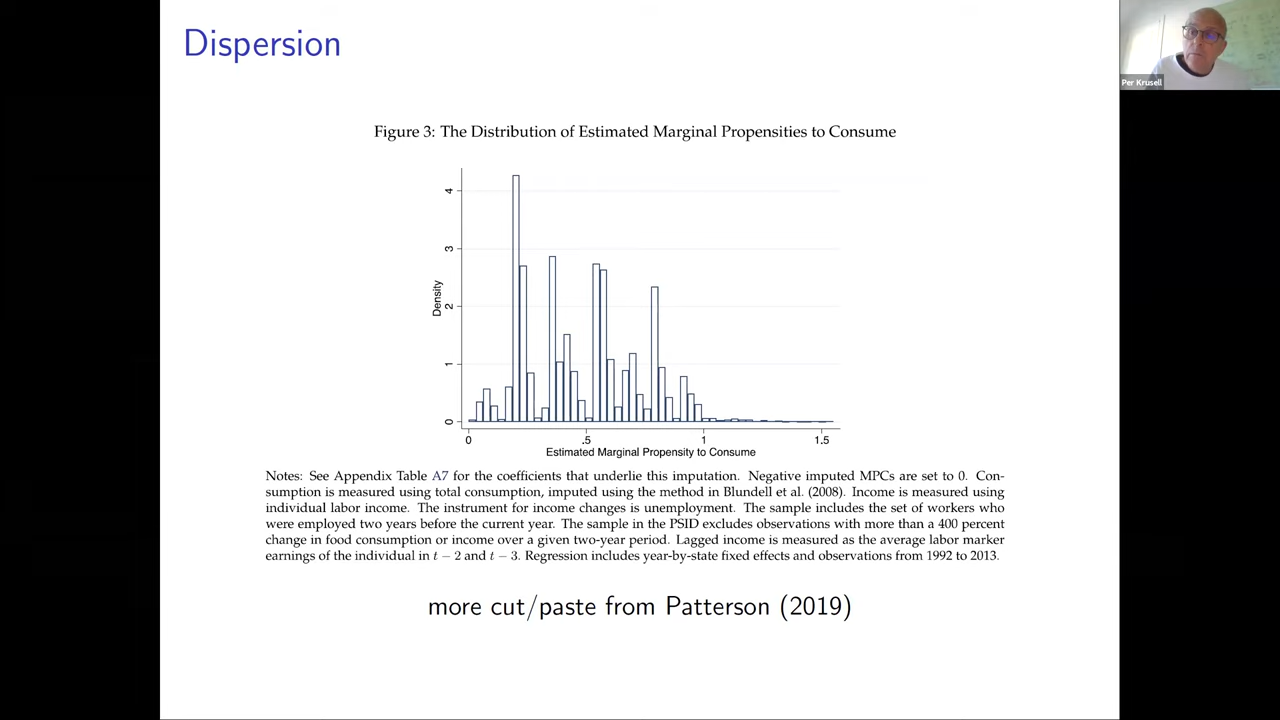 Dispersion
Per Krusell
Figure 3: The Distribution of Estimated Marginal Propensities to Consume
4
3
2
1
0
Density
0
.5
1
1.5
Estimated Marginal Propensity to Consume
Notes: See Appendix Table A7 for the coefficients that underlie this imputation. Negative imputed MPCs are set to 0. Con-
sumption is measured using total consumption, imputed using the method in Blundell et al. (2008). Income is measured using
individual labor income. The instrument for income changes is unemployment. The sample includes the set of workers who
were employed two years before the current year. The sample in the PSID excludes observations with more than a 400 percent
change in food consumption or income over a given two-year period. Lagged income is measured as the average labor marker
earnings of the individual in t − 2 and t − 3. Regression includes year-by-state fixed effects and observations from 1992 to 2013.
more cut/paste from Patterson (2019)